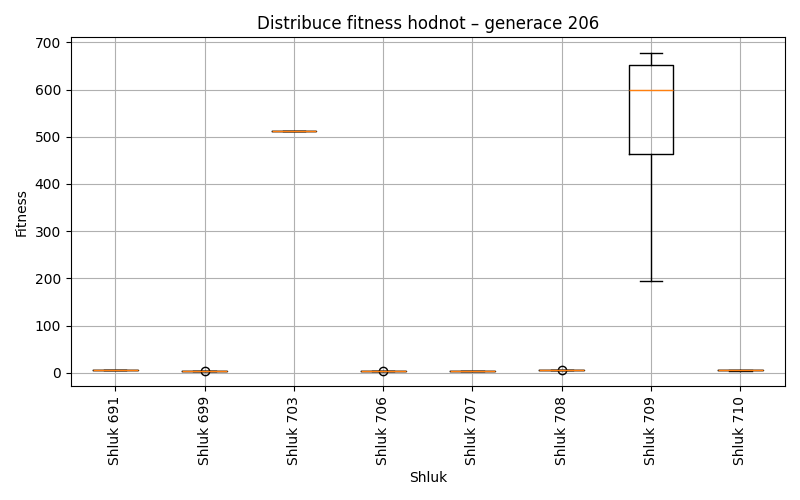 Distribuce fitness hodnot – generace 206
700
600
500
400
300
200
100
0
Fitness
Shluk 691
Shluk 699
Shluk 703
Shluk 706
Shluk 707
Shluk 708
Shluk 709
Shluk 710
Shluk